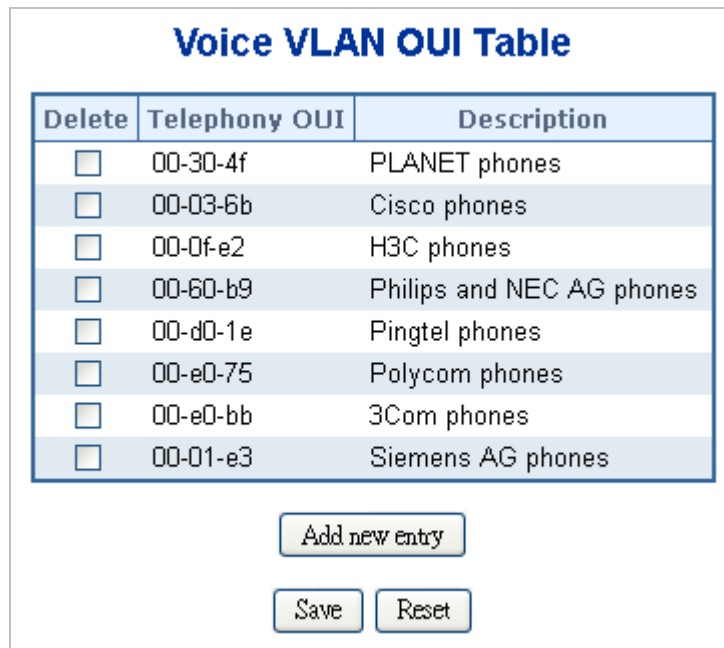 Voice VLAN OUI Table
Delete Telephony OUI Description
00-30-4f PLANET phones
00-03-6b Cisco phones
00-0f-e2 H3C phones
00-60-b9 Philips and NEC AG phones
00-d0-1e Pingtel phones
00-e0-75 Polycom phones
00-e0-bb 3Com phones
00-01-e3 Siemens AG phones
Add new entry
Save Reset